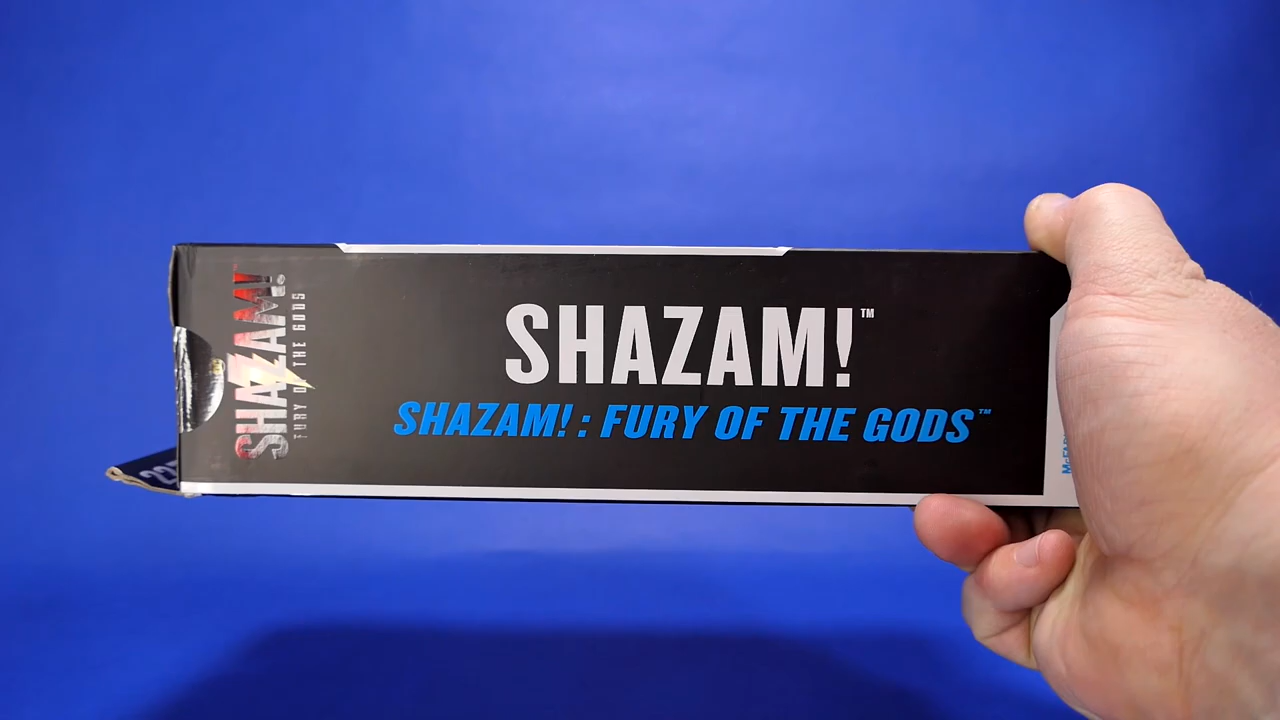 SHAZAM!
FURY OF THE GODS
SHAZAM!™
SHAZAM! : FURY OF THE GODS™